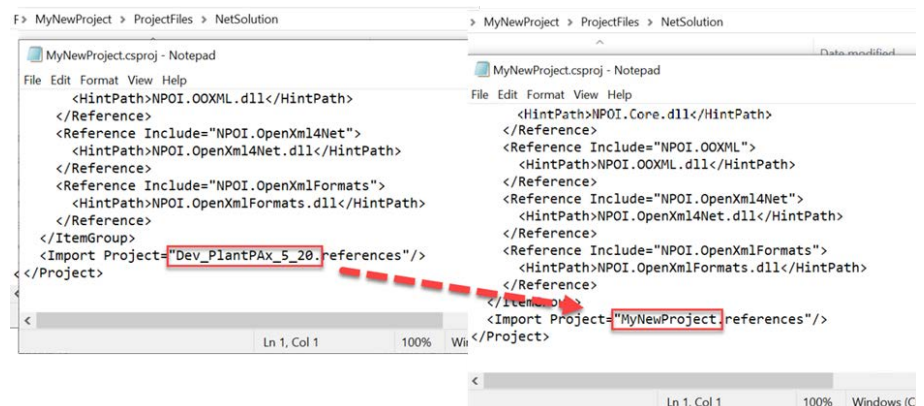 F> MyNewProject > ProjectFiles > NetSolution
MyNewProject.csproj - Notepad
File Edit Format View Help
<HintPath>NPOI.OOXML.dll</HintPath>
</Reference>
<Reference Include="NPOI.OpenXml4Net">
<HintPath>NPOI.OpenXml4Net.dll</HintPath>
</Reference>
<Reference Include="NPOI.OpenXmlFormats">
<HintPath>NPOI.OpenXmlFormats.dll</HintPath>
</Reference>
</ItemGroup>
<Import Project="Dev_PlantPAx_5_20.references"/>
</Project>
Ln 1, Col 1
100%
> MyNewProject > ProjectFiles > NetSolution
Date modified
MyNewProject.csproj - Notepad
File Edit Format View Help
<HintPath>NPOI.Core.dll</HintPath>
</Reference>
<Reference Include="NPOI.OOXML">
<HintPath>NPOI.OOXML.dll</HintPath>
</Reference>
<Reference Include="NPOI.OpenXml4Net">
<HintPath>NPOI.OpenXml4Net.dll</HintPath>
</Reference>
<Reference Include="NPOI.OpenXmlFormats">
<HintPath>NPOI.OpenXmlFormats.dll</HintPath>
</Reference>
</ItemGroup>
<Import Project="MyNewProject.references"/>
</Project>
Ln 1, Col 1
100%
Windows (C